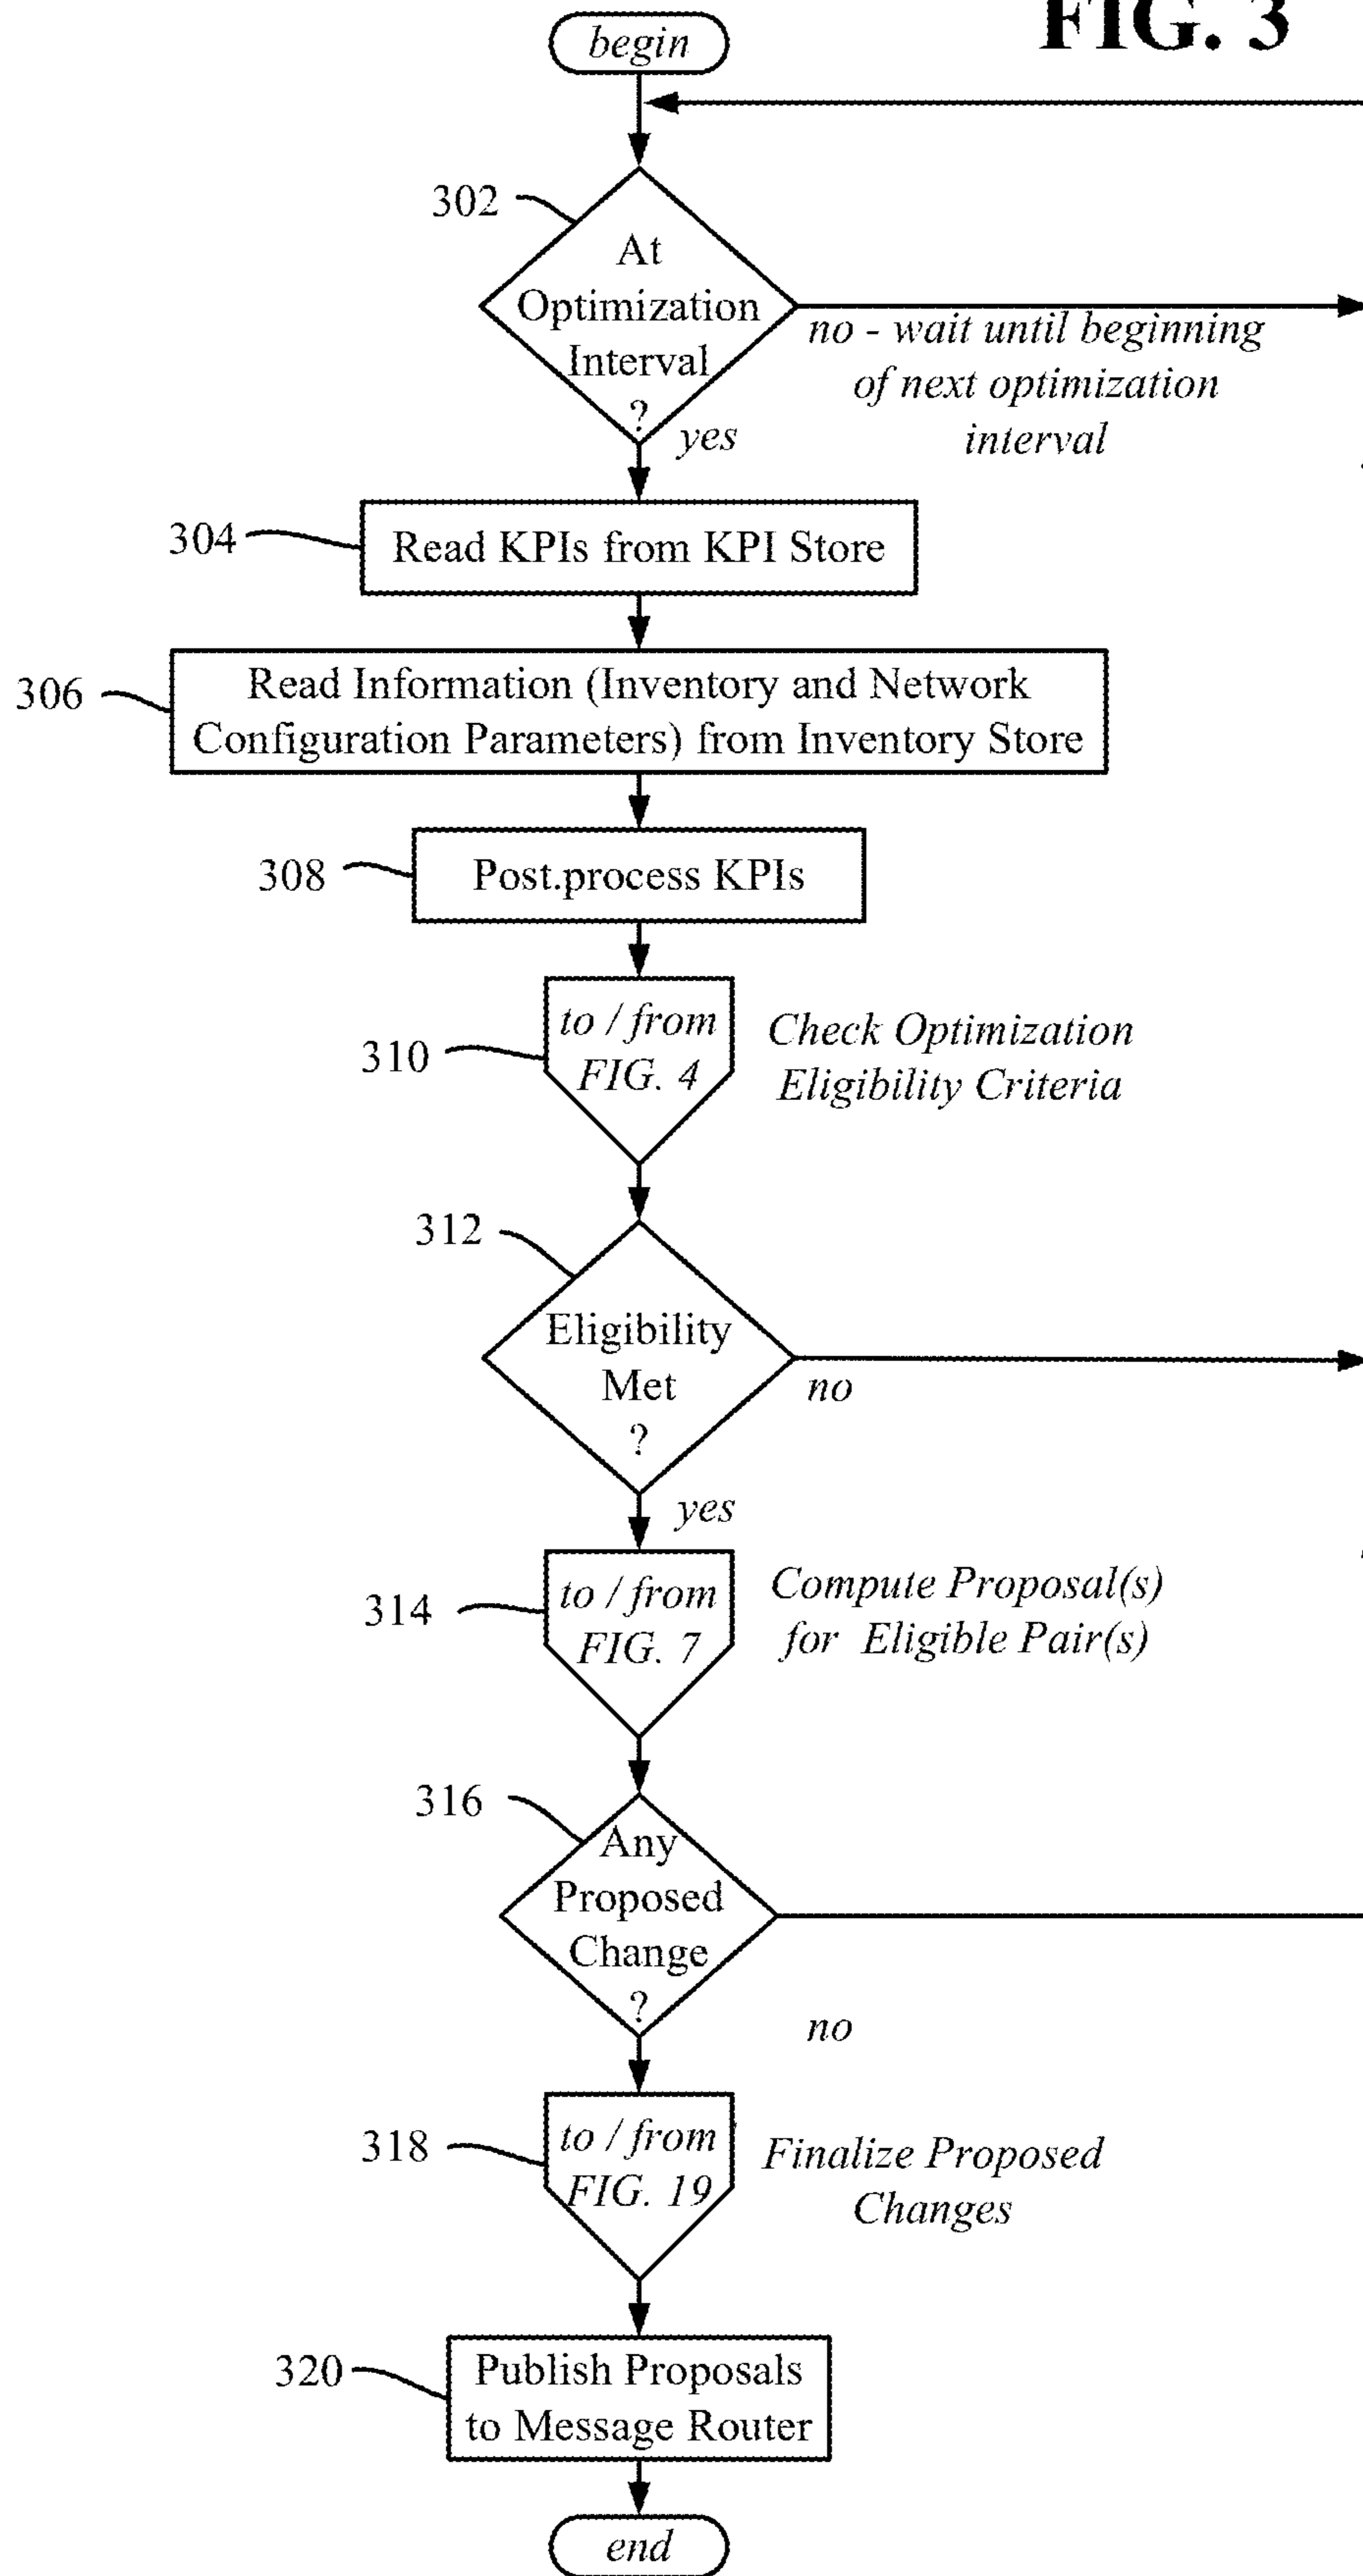 FIG. 3
begin
302
At
Optimization
Interval
?
no - wait until beginning
of next optimization
interval
yes
304
Read KPIs from KPI Store
306
Read Information (Inventory and Network
Configuration Parameters) from Inventory Store
308
Post.process KPIs
310
to / from
FIG. 4
Check Optimization
Eligibility Criteria
312
Eligibility
Met
?
no
yes
314
to / from
FIG. 7
Compute Proposal(s)
for Eligible Pair(s)
316
Any
Proposed
Change
?
no
318
to / from
FIG. 19
Finalize Proposed
Changes
320
Publish Proposals
to Message Router
end